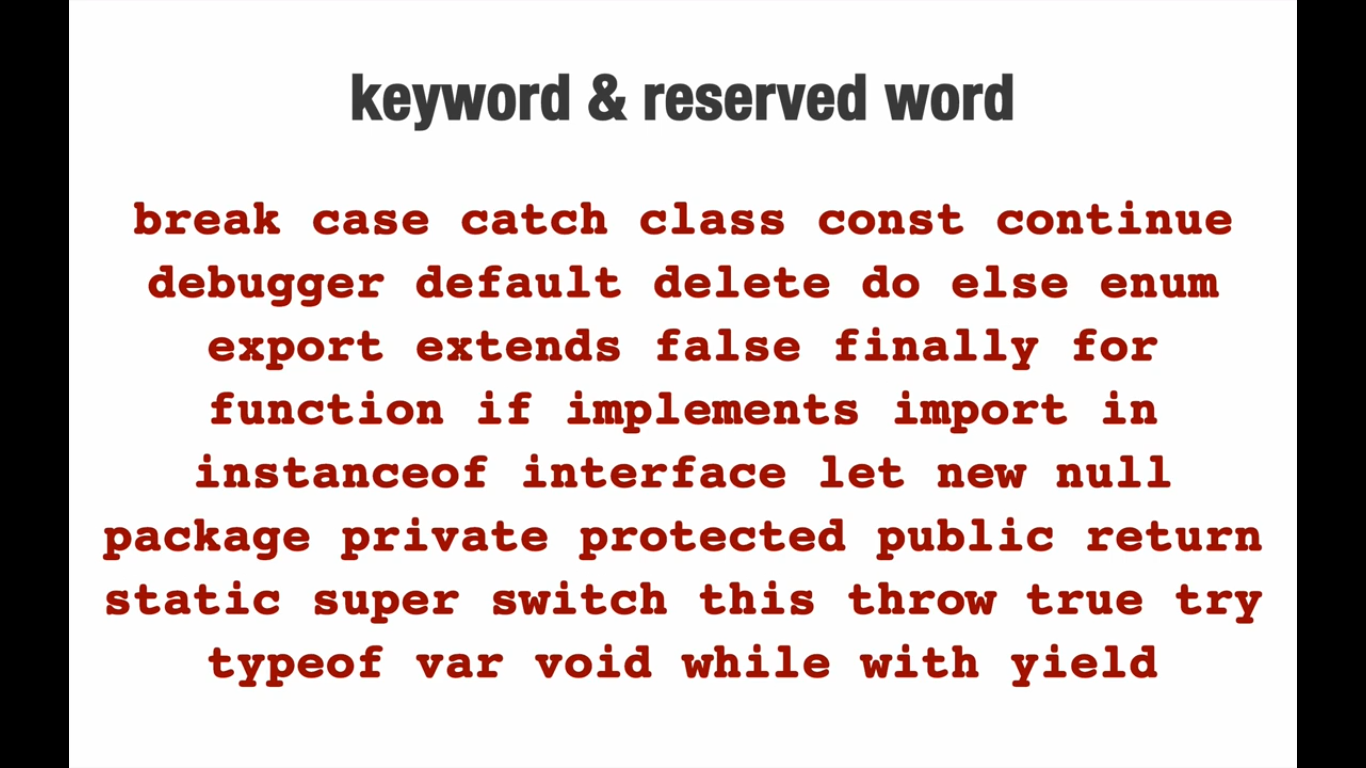 keyword & reserved word
break case catch class const continue
debugger default delete do else enum
export extends false finally for
function if implements import in
instanceof interface let new null
package private protected public return
static super switch this throw true try
typeof var void while with yield